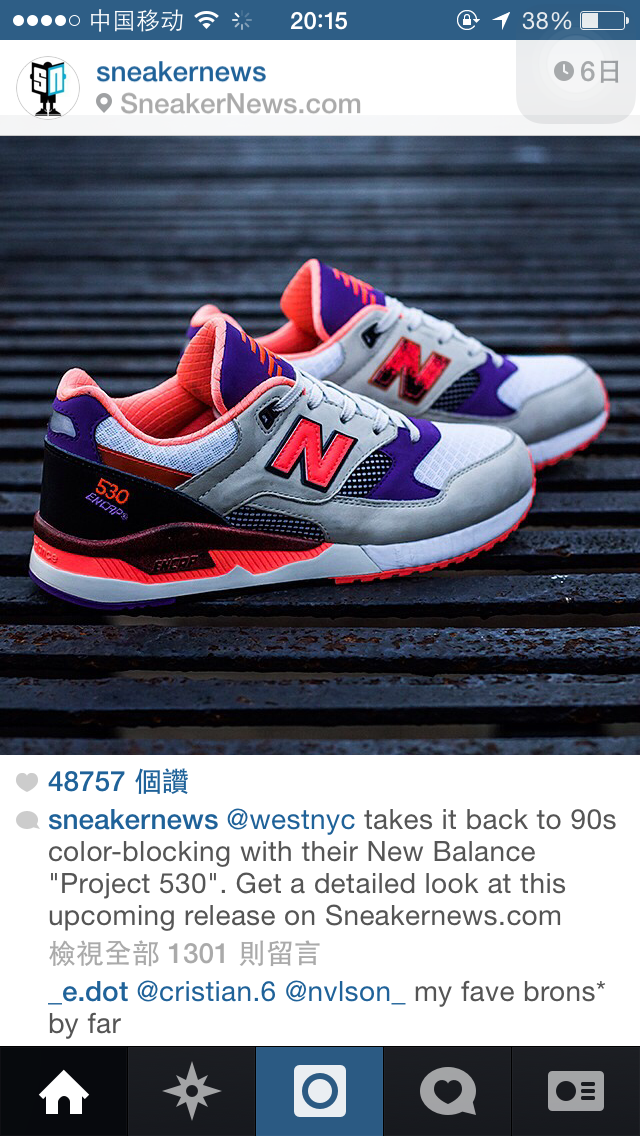 中国移动 20:15 38%
sneakernews 6日
SneakerNews.com
N
N
530
ENCAP®
ENCAP
48757 個讚
sneakernews @westnyc takes it back to 90s
color-blocking with their New Balance
"Project 530". Get a detailed look at this
upcoming release on Sneakernews.com
檢視全部 1301 則留言
_e.dot @cristian.6 @nvlson_ my fave brons*
by far